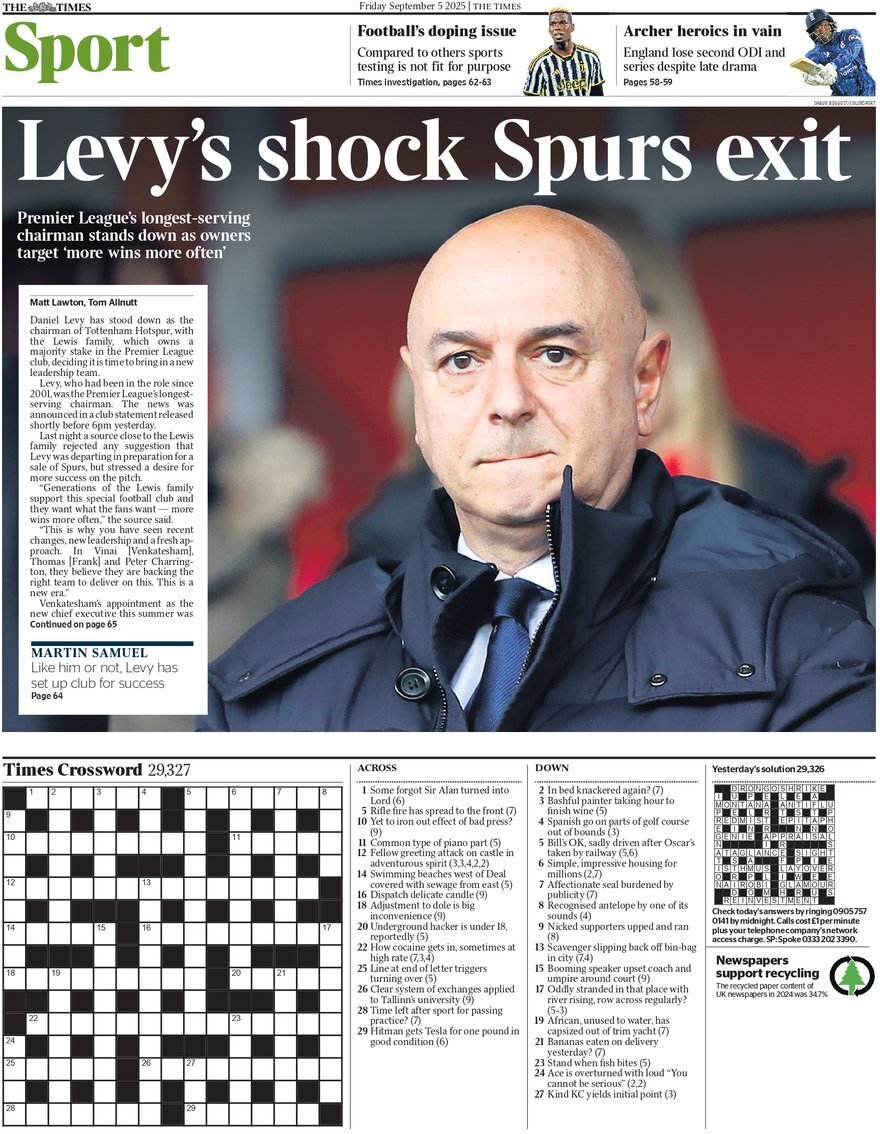 THE TIMES
Friday September 5 2025 | THE TIMES
Sport
Football's doping issue
Compared to others sports
testing is not fit for purpose
Times investigation, pages 62-63
Archer heroics in vain
England lose second ODI and
series despite late drama
Pages 58-59
SHAUN BOGGUST/COLORSPORT
Jeep
Levy's shock Spurs exit
Premier League's longest-serving
chairman stands down as owners
target 'more wins more often'
Matt Lawton, Tom Allnutt
Daniel Levy has stood down as the
chairman of Tottenham Hotspur, with
the Lewis family, which owns a
majority stake in the Premier League
club, deciding it is time to bring in a new
leadership team.
Levy, who had been in the role since
2001, was the Premier League's longest-
serving chairman. The news was
announced in a club statement released
shortly before 6pm yesterday.
Last night a source close to the Lewis
family rejected any suggestion that
Levy was departing in preparation for a
sale of Spurs, but stressed a desire for
more success on the pitch.
"Generations of the Lewis family
support this special football club and
they want what the fans want — more
wins more often," the source said.
"This is why you have seen recent
changes, new leadership and a fresh ap-
proach. In Vinai [Venkatesham],
Thomas [Frank] and Peter Charring-
ton, they believe they are backing the
right team to deliver on this. This is a
new era."
Venkatesham's appointment as the
new chief executive this summer was
Continued on page 65
MARTIN SAMUEL
Like him or not, Levy has
set up club for success
Page 64
Times Crossword 29,327
1 2 3 4 5 6 7 8
9
10 11
12 13
14 15 16 17
18 19 20 21
22 23
24
25 26 27
28 29
ACROSS
1 Some forgot Sir Alan turned into
Lord (6)
5 Rifle fire has spread to the front (7)
10 Yet to iron out effect of bad press?
(9)
11 Common type of piano part (5)
12 Fellow greeting attack on castle in
adventurous spirit (3,3,4,2,2)
14 Swimming beaches west of Deal
covered with sewage from east (5)
16 Dispatch delicate candle (9)
18 Adjustment to dole is big
inconvenience (9)
20 Underground hacker is under 18,
reportedly (5)
22 How cocaine gets in, sometimes at
high rate (7,3,4)
25 Line at end of letter triggers
turning over (5)
26 Clear system of exchanges applied
to Tallinn's university (9)
28 Time left after sport for passing
practice? (7)
29 Hitman gets Tesla for one pound in
good condition (6)
DOWN
2 In bed knackered again? (7)
3 Bashful painter taking hour to
finish wine (5)
4 Spanish go on parts of golf course
out of bounds (3)
5 Bill's OK, sadly driven after Oscar's
taken by railway (5,6)
6 Simple, impressive housing for
millions (2,7)
7 Affectionate seal burdened by
publicity (7)
8 Recognised antelope by one of its
sounds (4)
9 Nicked supporters upped and ran
(8)
13 Scavenger slipping back off bin-bag
in city (7,4)
15 Booming speaker upset coach and
umpire around court (9)
17 Oddly stranded in that place with
river rising, row across regularly?
(5-3)
19 African, unused to water, has
capsized out of trim yacht (7)
21 Bananas eaten on delivery
yesterday? (7)
23 Stand when fish bites (5)
24 Ace is overturned with loud "You
cannot be serious" (2,2)
27 Kind KC yields initial point (3)
Yesterday's solution 29,326
Check today's answers by ringing 0905 757
0141 by midnight. Calls cost £1 per minute
plus your telephone company's network
access charge. SP: Spoke 0333 202 3390.
Newspapers
support recycling
The recycled paper content of
UK newspapers in 2024 was 34.7%